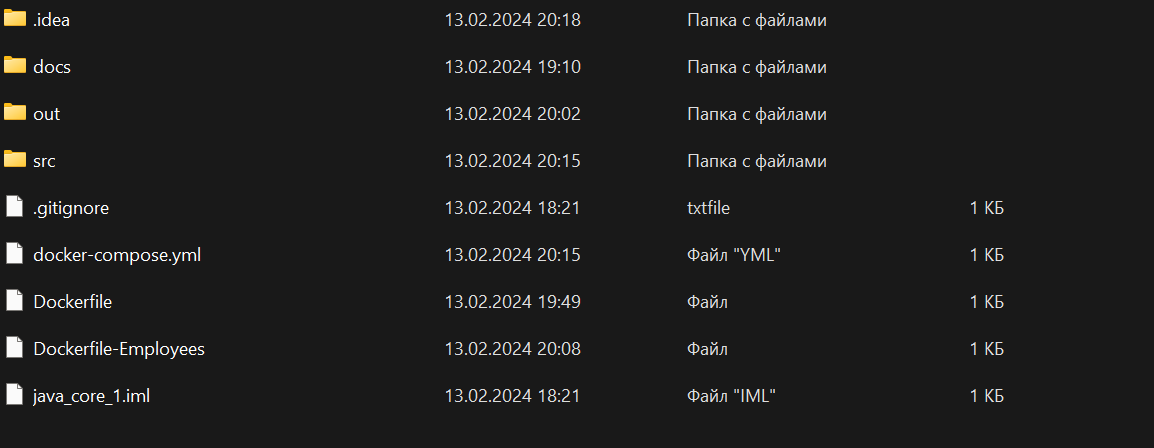 .idea 13.02.2024 20:18 Папка с файлами
docs 13.02.2024 19:10 Папка с файлами
out 13.02.2024 20:02 Папка с файлами
src 13.02.2024 20:15 Папка с файлами
.gitignore 13.02.2024 18:21 txtfile 1 КБ
docker-compose.yml 13.02.2024 20:15 Файл "YML" 1 КБ
Dockerfile 13.02.2024 19:49 Файл 1 КБ
Dockerfile-Employees 13.02.2024 20:08 Файл 1 КБ
java_core_1.iml 13.02.2024 18:21 Файл "IML" 1 КБ